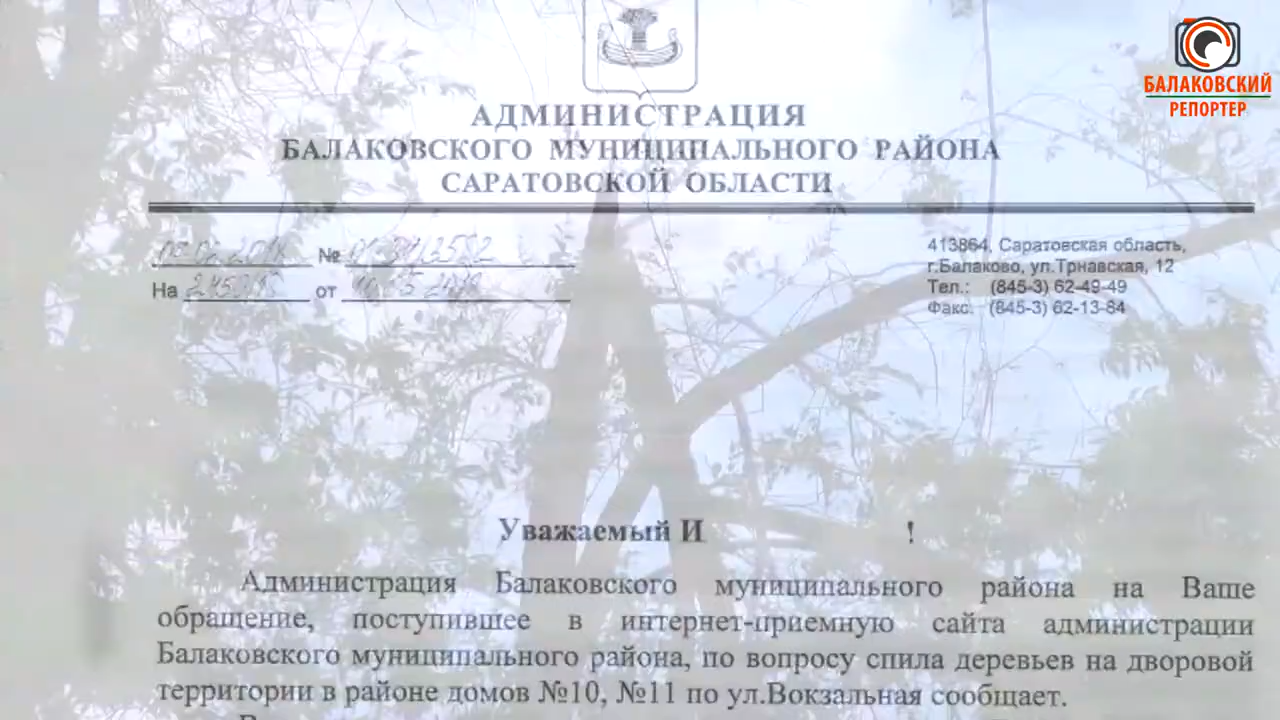 БАЛАКОВСКИЙ
РЕПОРТЕР
АДМИНИСТРАЦИЯ
БАЛАКОВСКОГО МУНИЦИПАЛЬНОГО РАЙОНА
САРАТОВСКОЙ ОБЛАСТИ
№
На от
413864, Саратовская область,
г.Балаково, ул.Трнавская, 12
Тел.: (845-3) 62-49-49
Факс: (845-3) 62-13-84
Уважаемый И !
Администрация Балаковского муниципального района на Ваше
обращение, поступившее в интернет-приемную сайта администрации
Балаковского муниципального района, по вопросу спила деревьев на дворовой
территории в районе домов №10, №11 по ул.Вокзальная сообщает.